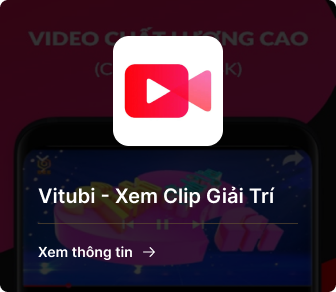 VIDEO CHẤT LƯỢNG CAO
Vitubi - Xem Clip Giải Trí
Xem thông tin